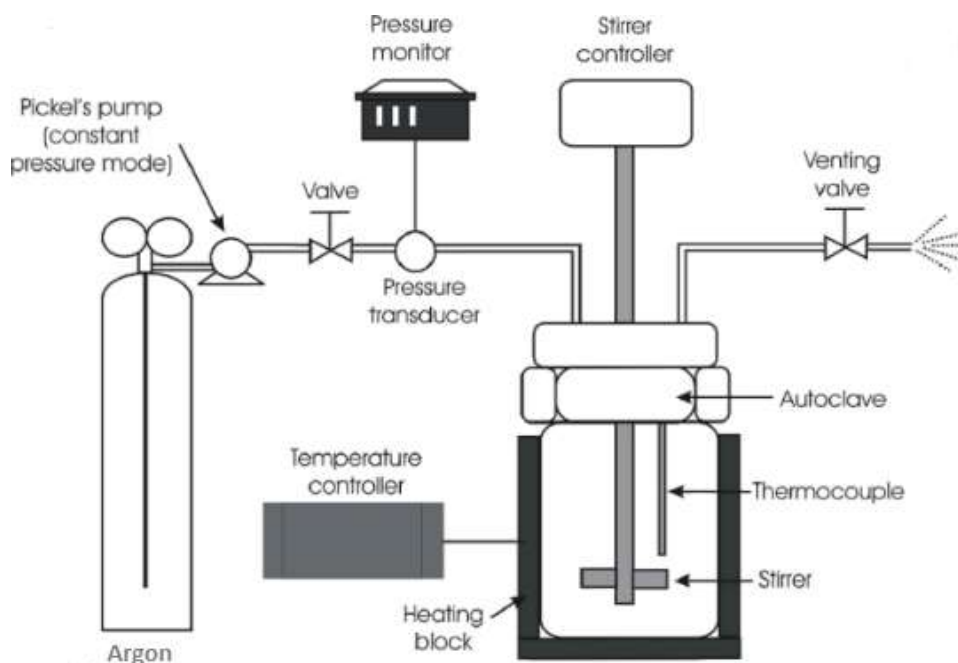 Pressure
monitor
Stirrer
controller
Pickel's pump
(constant
pressure mode)
Valve
Venting
valve
Pressure
transducer
Autoclave
Temperature
controller
Thermocouple
Stirrer
Heating
block
Argon